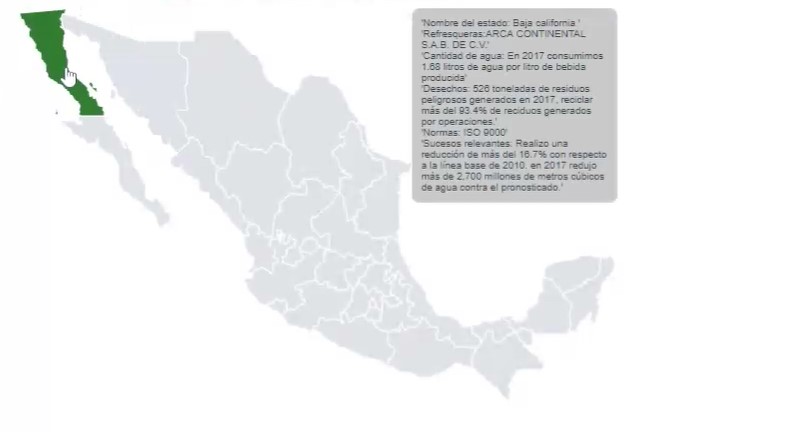 'Nombre del estado: Baja california '
'Refresqueras:ARCA CONTINENTAL
S.A.B. DE C.V.'
'Cantidad de agua: En 2017 consumimos
1.68 litros de agua por litro de bebida
producida'
'Desechos: 526 toneladas de residuos
peligrosos generados en 2017, reciclar
más del 93.4% de residuos generados
por operaciones.'
'Normas: ISO 9000'
'Sucesos relevantes: Realizo una
reducción de más del 16.7% con respecto
a la línea base de 2010. en 2017 redujo
más de 2,700 millones de metros cúbicos
de agua contra el pronosticado.'